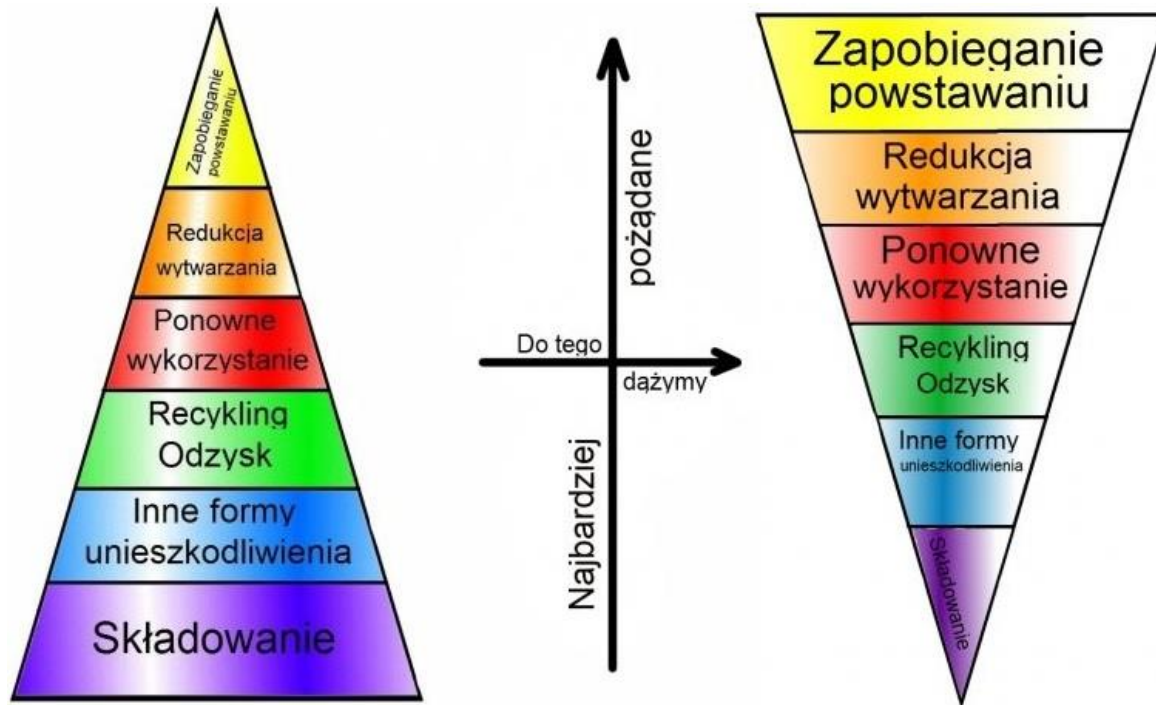 Zapobieganie
powstawaniu
Redukcja
wytwarzania
Ponowne
wykorzystanie
Recykling
Odzysk
Inne formy
unieszkodliwienia
Składowanie
Najbardziej pożądane
Do tego
dążymy
Zapobieganie
powstawaniu
Redukcja
wytwarzania
Ponowne
wykorzystanie
Recykling
Odzysk
Inne formy
unieszkodliwienia
Składowanie